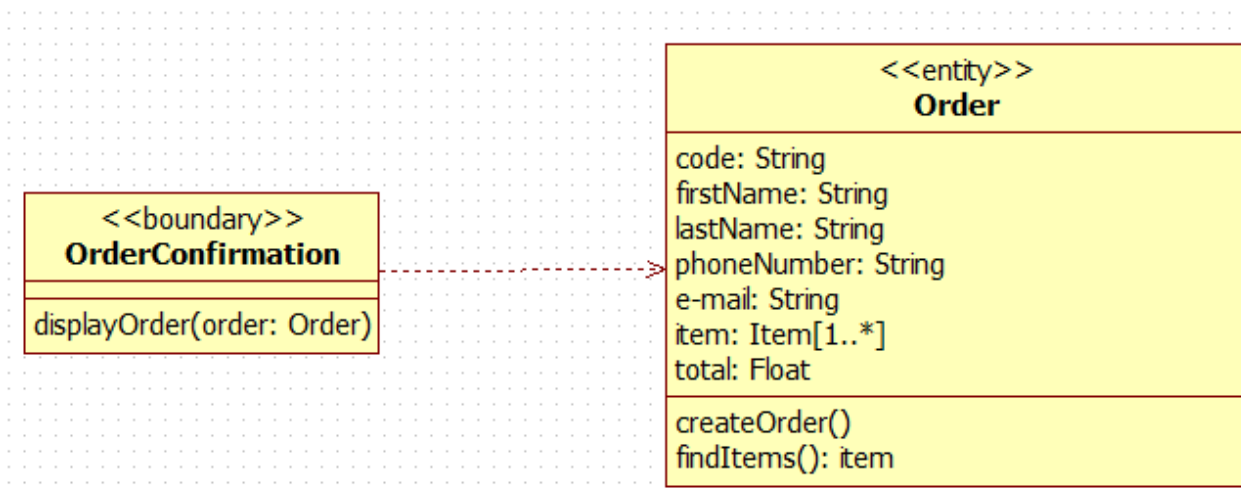 <<boundary>>
OrderConfirmation
displayOrder(order: Order)
<<entity>>
Order
code: String
firstName: String
lastName: String
phoneNumber: String
e-mail: String
item: Item[1..*]
total: Float
createOrder()
findItems(): item